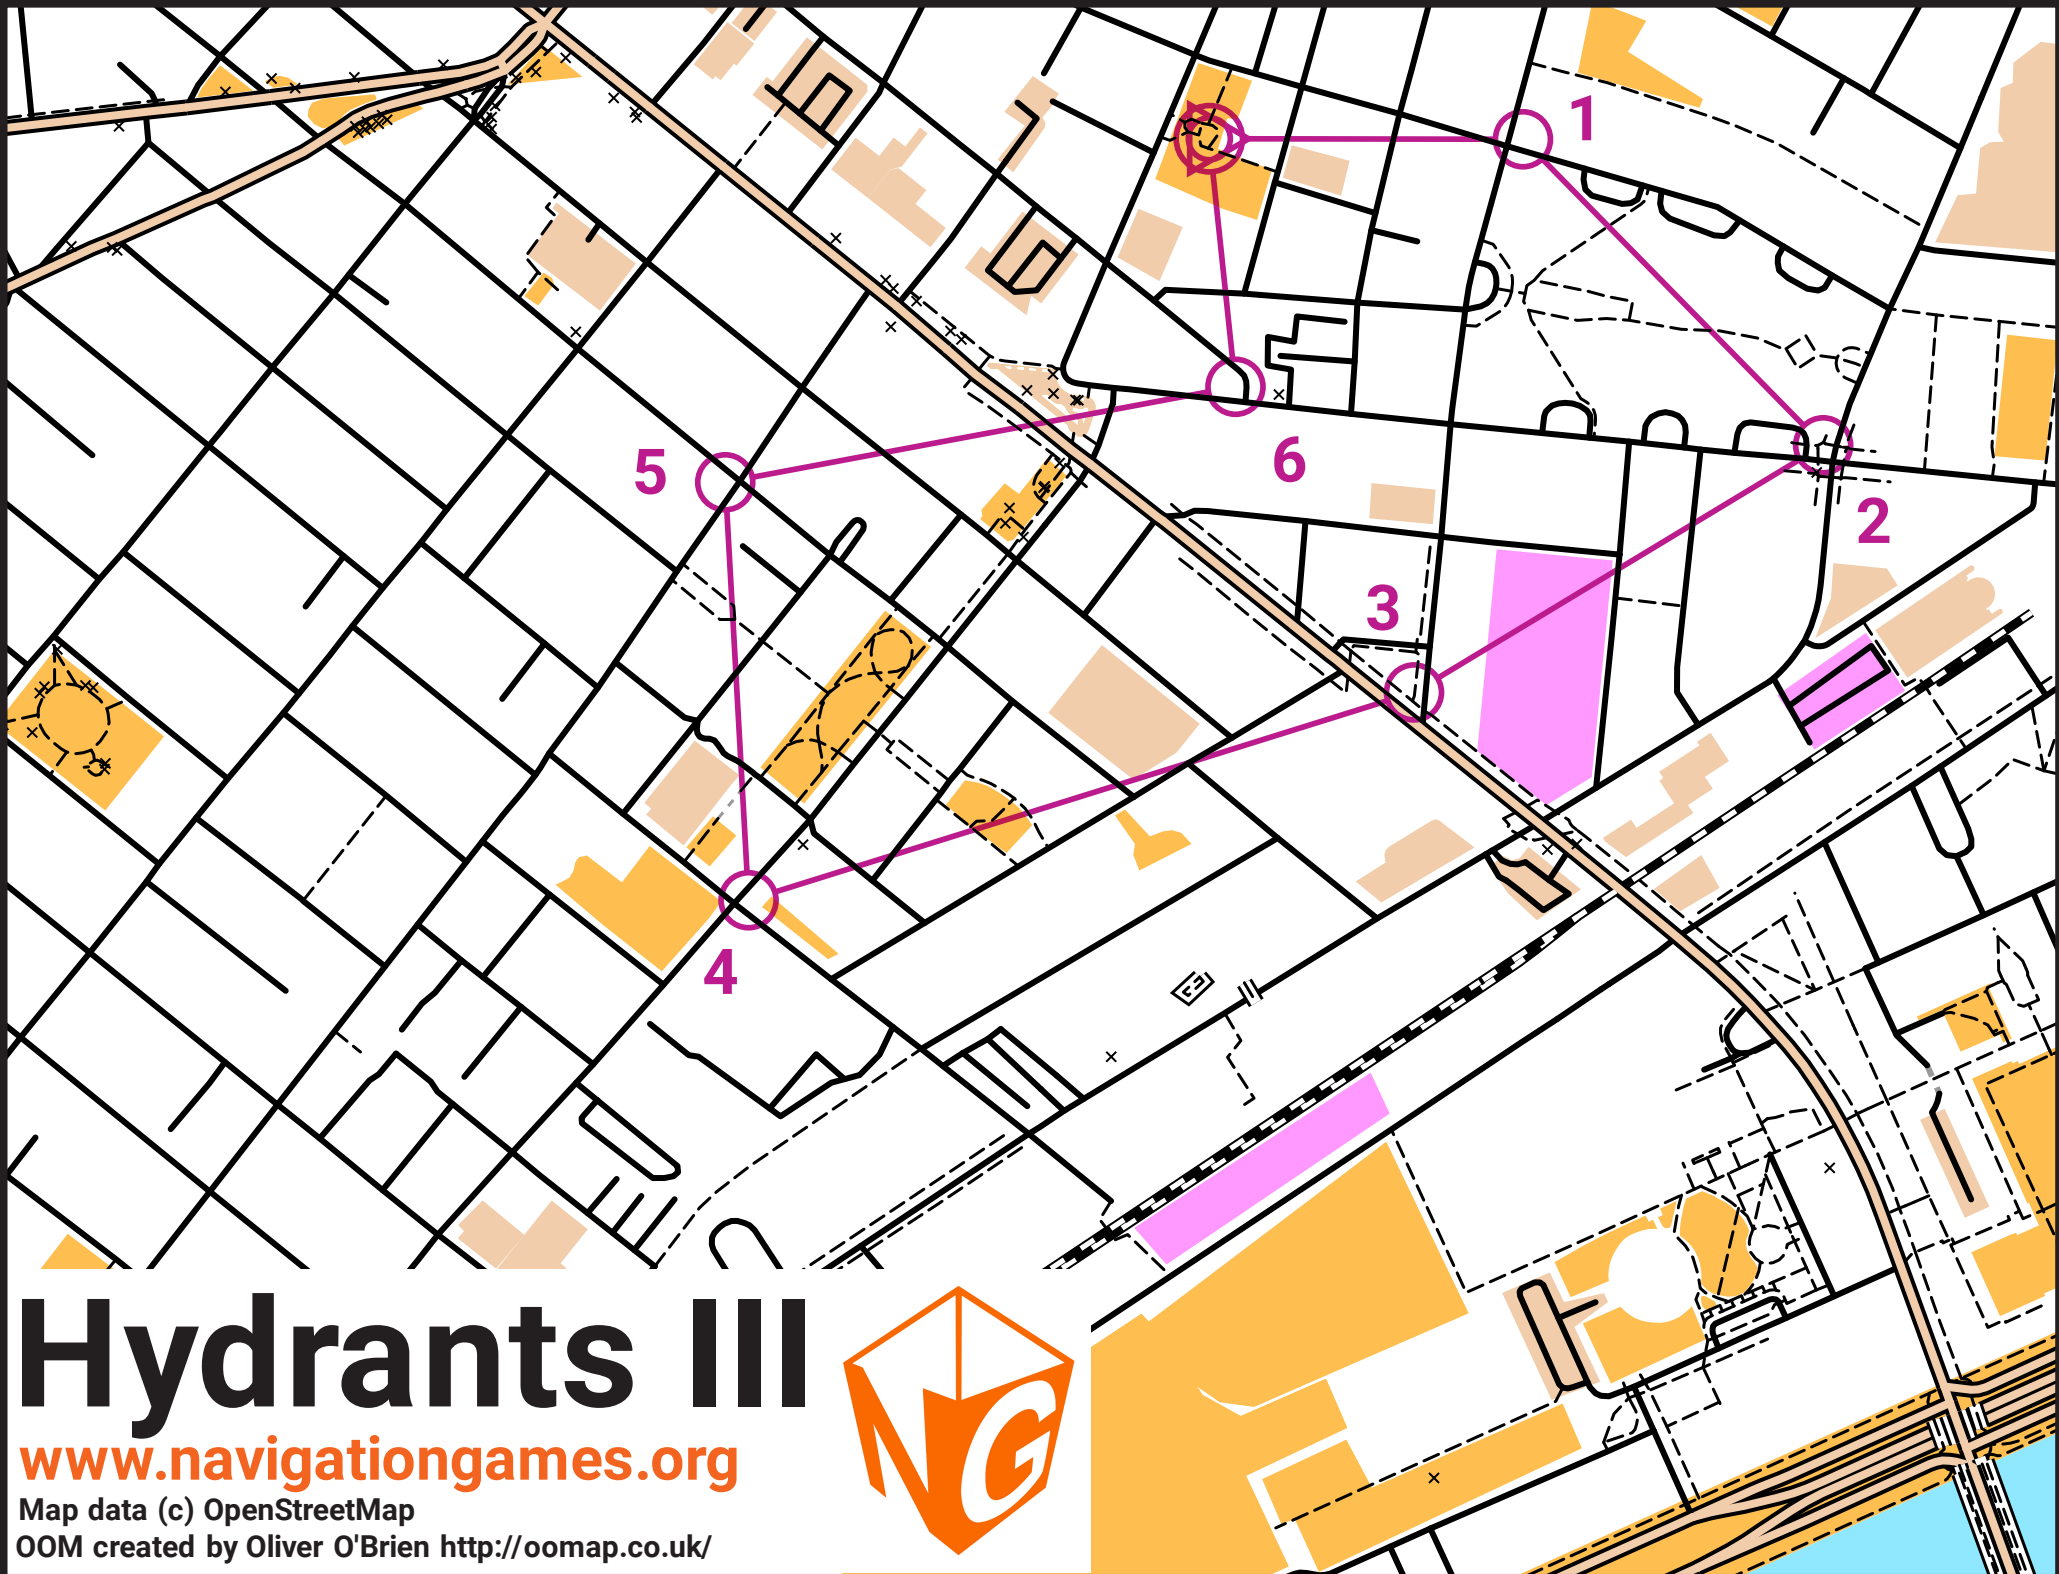 1
5
6
2
3
4
Hydrants III
www.navigationgames.org
NG
Map data (c) OpenStreetMap
OOM created by Oliver O'Brien http://oomap.co.uk/